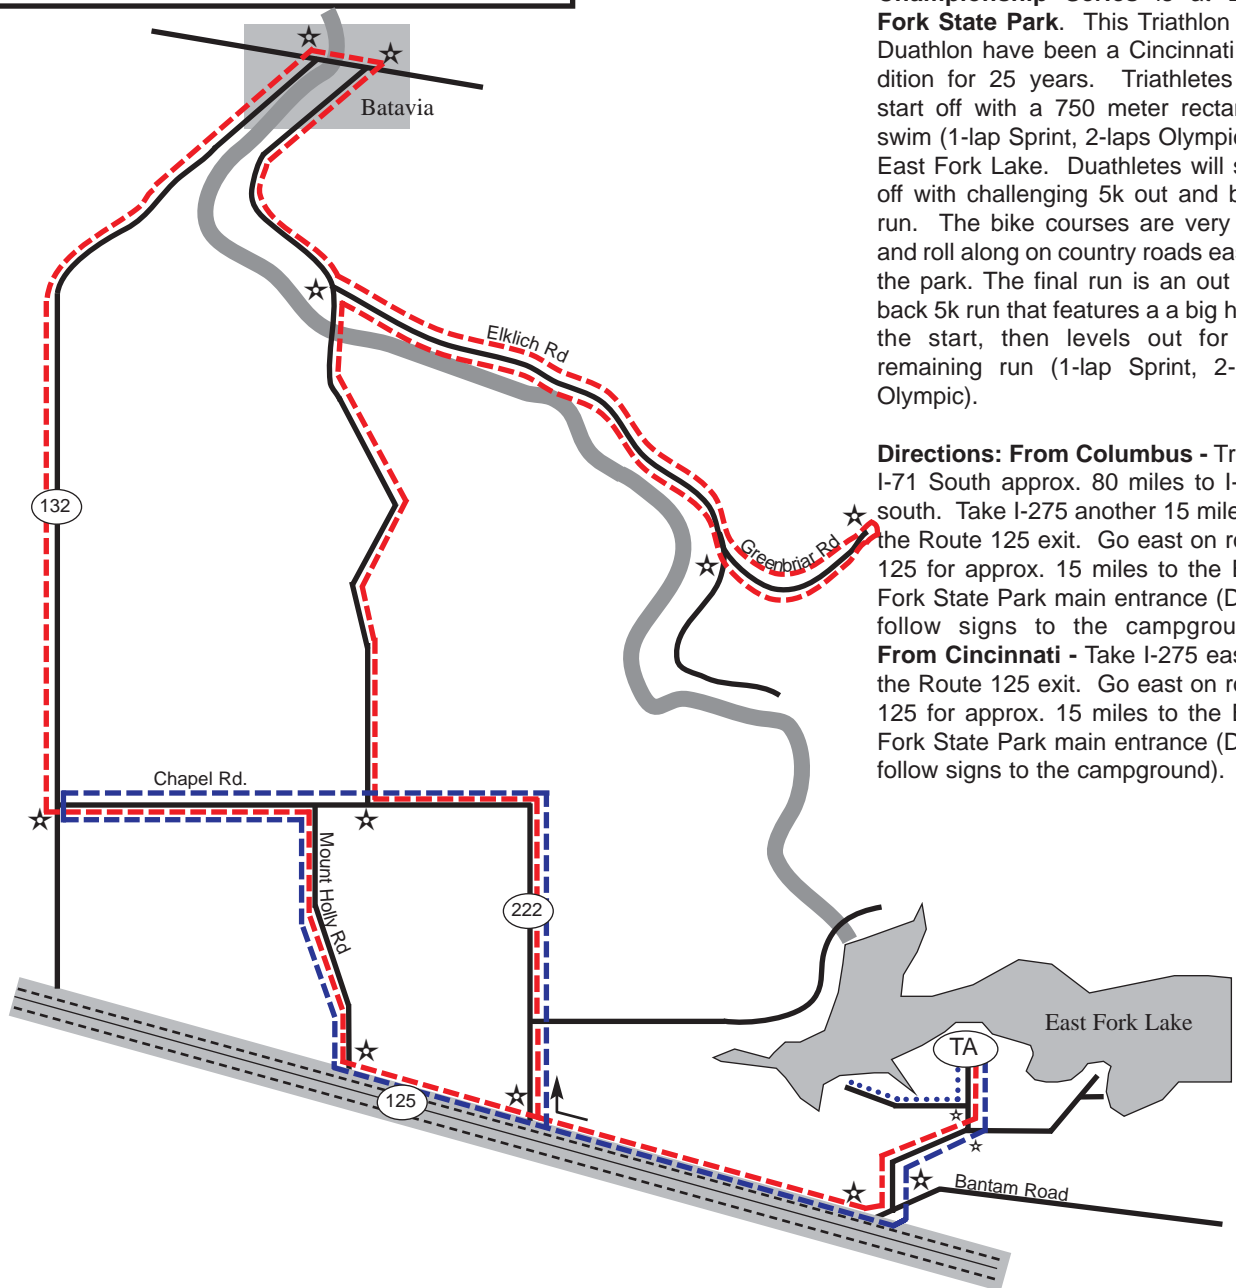 Fork State Park. This Triathlon
Duathlon have been a Cincinnati
dition for 25 years. Triathletes
start off with a 750 meter
swim (1-lap Sprint, 2-laps
East Fork Lake. Duathletes will
off with challenging 5k out and
run. The bike courses are very
and roll along on country roads
the park. The final run is an out
back 5k run that features a a big
the start, then levels out for
remaining run (1-lap Sprint, 2-
Olympic).
Directions: From Columbus -
I-71 South approx. 80 miles to
south. Take I-275 another 15
the Route 125 exit. Go east on
125 for approx. 15 miles to the
Fork State Park main entrance
follow signs to the
From Cincinnati - Take I-275
the Route 125 exit. Go east on
125 for approx. 15 miles to the
Fork State Park main entrance
follow signs to the campground).
Batavia
Elklich Rd
132
Greenbriar Rd
Chapel Rd.
Mount Holly Rd
222
East Fork Lake
TA
125
Bantam Road